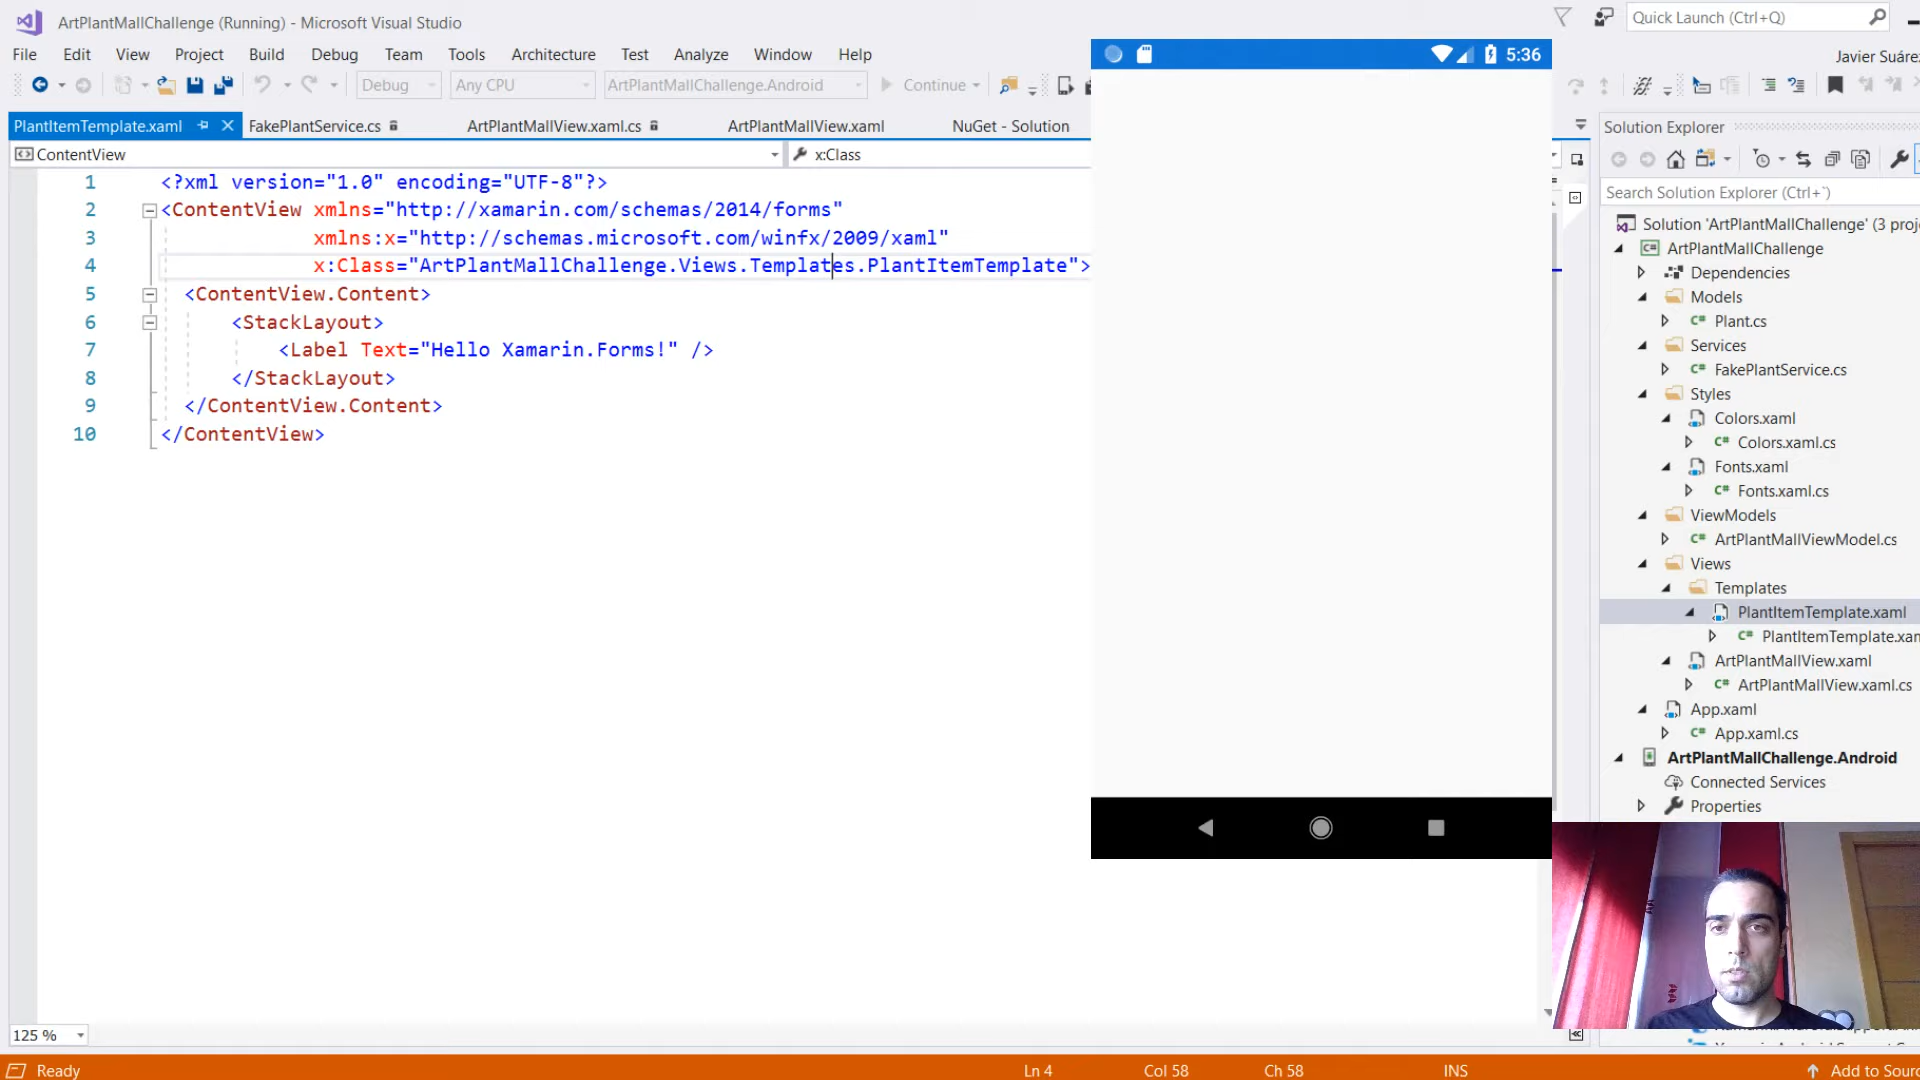 ArtPlantMallChallenge (Running) - Microsoft Visual Studio
Quick Launch (Ctrl+Q)
File Edit View Project Build Debug Team Tools Architecture Test Analyze Window Help
Javier Suáre
Debug Any CPU ArtPlantMallChallenge.Android Continue
5:36
PlantItemTemplate.xaml FakePlantService.cs ArtPlantMallView.xaml.cs ArtPlantMallView.xaml NuGet - Solution
ContentView x:Class
1 <?xml version="1.0" encoding="UTF-8"?>
2 <ContentView xmlns="http://xamarin.com/schemas/2014/forms"
3 xmlns:x="http://schemas.microsoft.com/winfx/2009/xaml"
4 x:Class="ArtPlantMallChallenge.Views.Templates.PlantItemTemplate">
5 <ContentView.Content>
6 <StackLayout>
7 <Label Text="Hello Xamarin.Forms!" />
8 </StackLayout>
9 </ContentView.Content>
10 </ContentView>
Solution Explorer
Search Solution Explorer (Ctrl+¨)
Solution 'ArtPlantMallChallenge' (3 proj
ArtPlantMallChallenge
Dependencies
Models
Plant.cs
Services
FakePlantService.cs
Styles
Colors.xaml
Colors.xaml.cs
Fonts.xaml
Fonts.xaml.cs
ViewModels
ArtPlantMallViewModel.cs
Views
Templates
PlantItemTemplate.xaml
PlantItemTemplate.xam
ArtPlantMallView.xaml
ArtPlantMallView.xaml.cs
App.xaml
App.xaml.cs
ArtPlantMallChallenge.Android
Connected Services
Properties
125 %
Ready Ln 4 Col 58 Ch 58 INS Add to Sourc